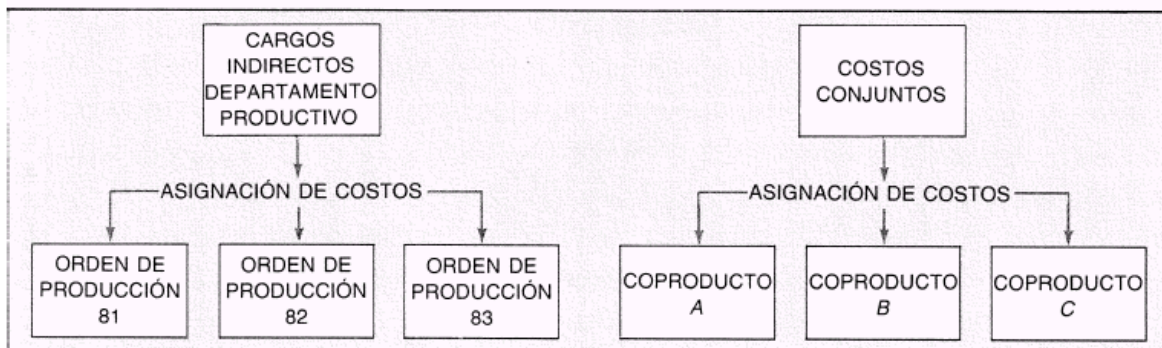 CARGOS
INDIRECTOS
DEPARTAMENTO
PRODUCTIVO
ASIGNACIÓN DE COSTOS
ORDEN DE
PRODUCCIÓN
81
ORDEN DE
PRODUCCIÓN
82
ORDEN DE
PRODUCCIÓN
83
COSTOS
CONJUNTOS
ASIGNACIÓN DE COSTOS
COPRODUCTO
A
COPRODUCTO
B
COPRODUCTO
C